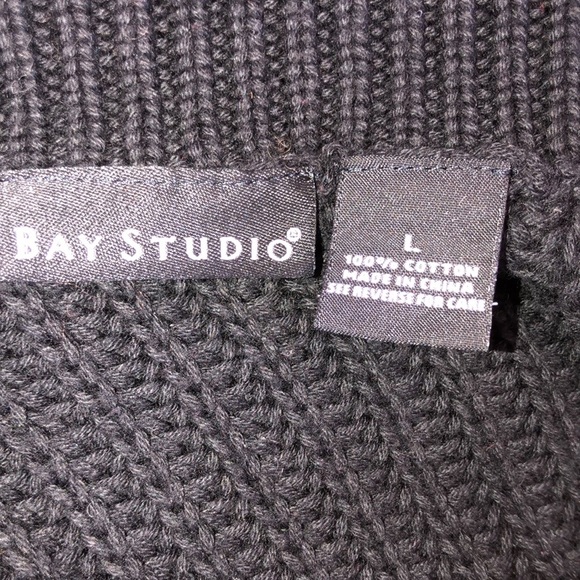 BAY STUDIO®
L
100% COTTON
MADE IN CHINA
SEE REVERSE FOR CARE